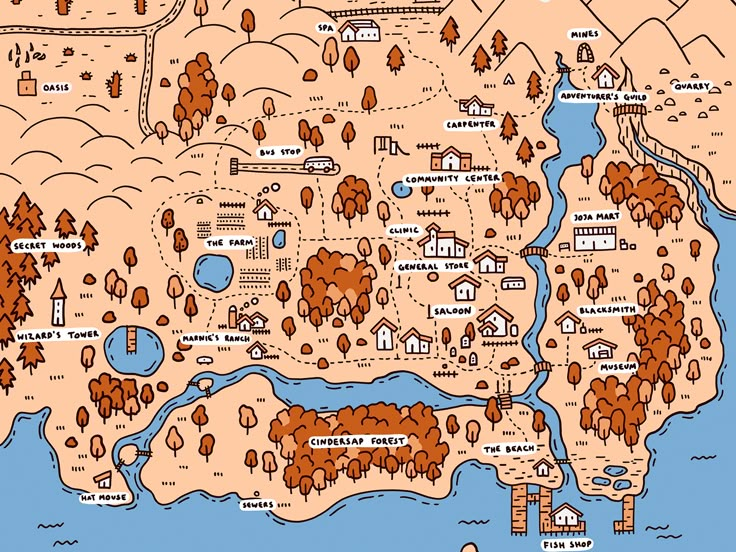 SPA
MINES
OASIS
ADVENTURER'S GUILD
QUARRY
CARPENTER
BUS STOP
COMMUNITY CENTER
JOJA MART
CLINIC
SECRET WOODS
THE FARM
GENERAL STORE
SALOON
BLACKSMITH
WIZARD'S TOWER
MARNIE'S RANCH
MUSEUM
CINDERSAP FOREST
THE BEACH
HAT MOUSE
SEWERS
FISH SHOP